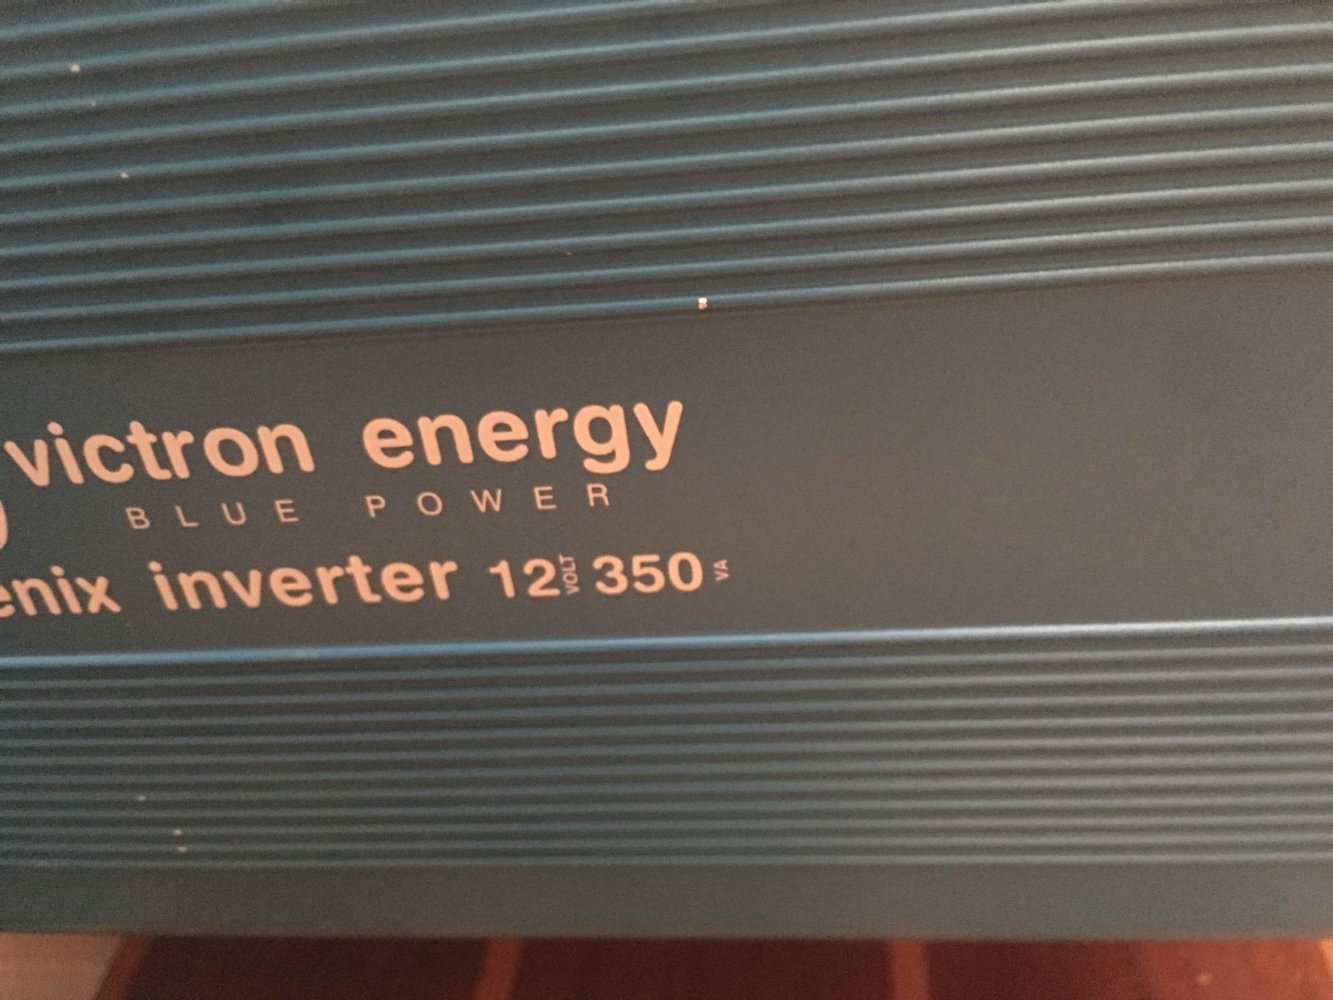 victron energy
BLUE POWER
enix inverter 12 VOLT 350 VA